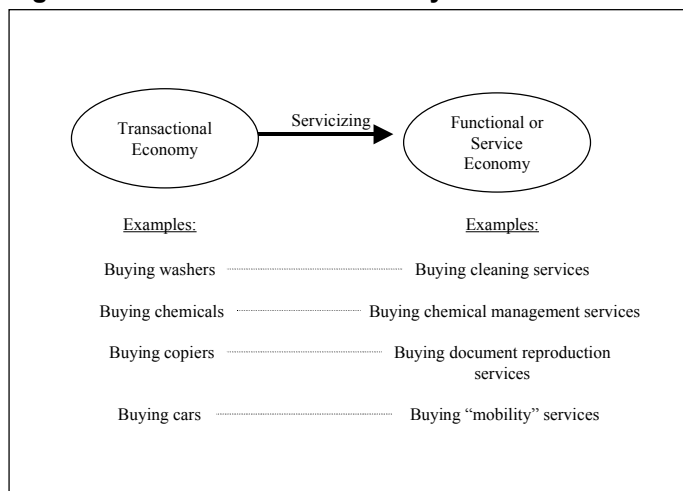 Servicizing
Transactional
Economy
Functional or
Service
Economy
Examples:
Examples:
Buying washers
Buying cleaning services
Buying chemicals
Buying chemical management services
Buying copiers
Buying document reproduction
services
Buying cars
Buying “mobility” services